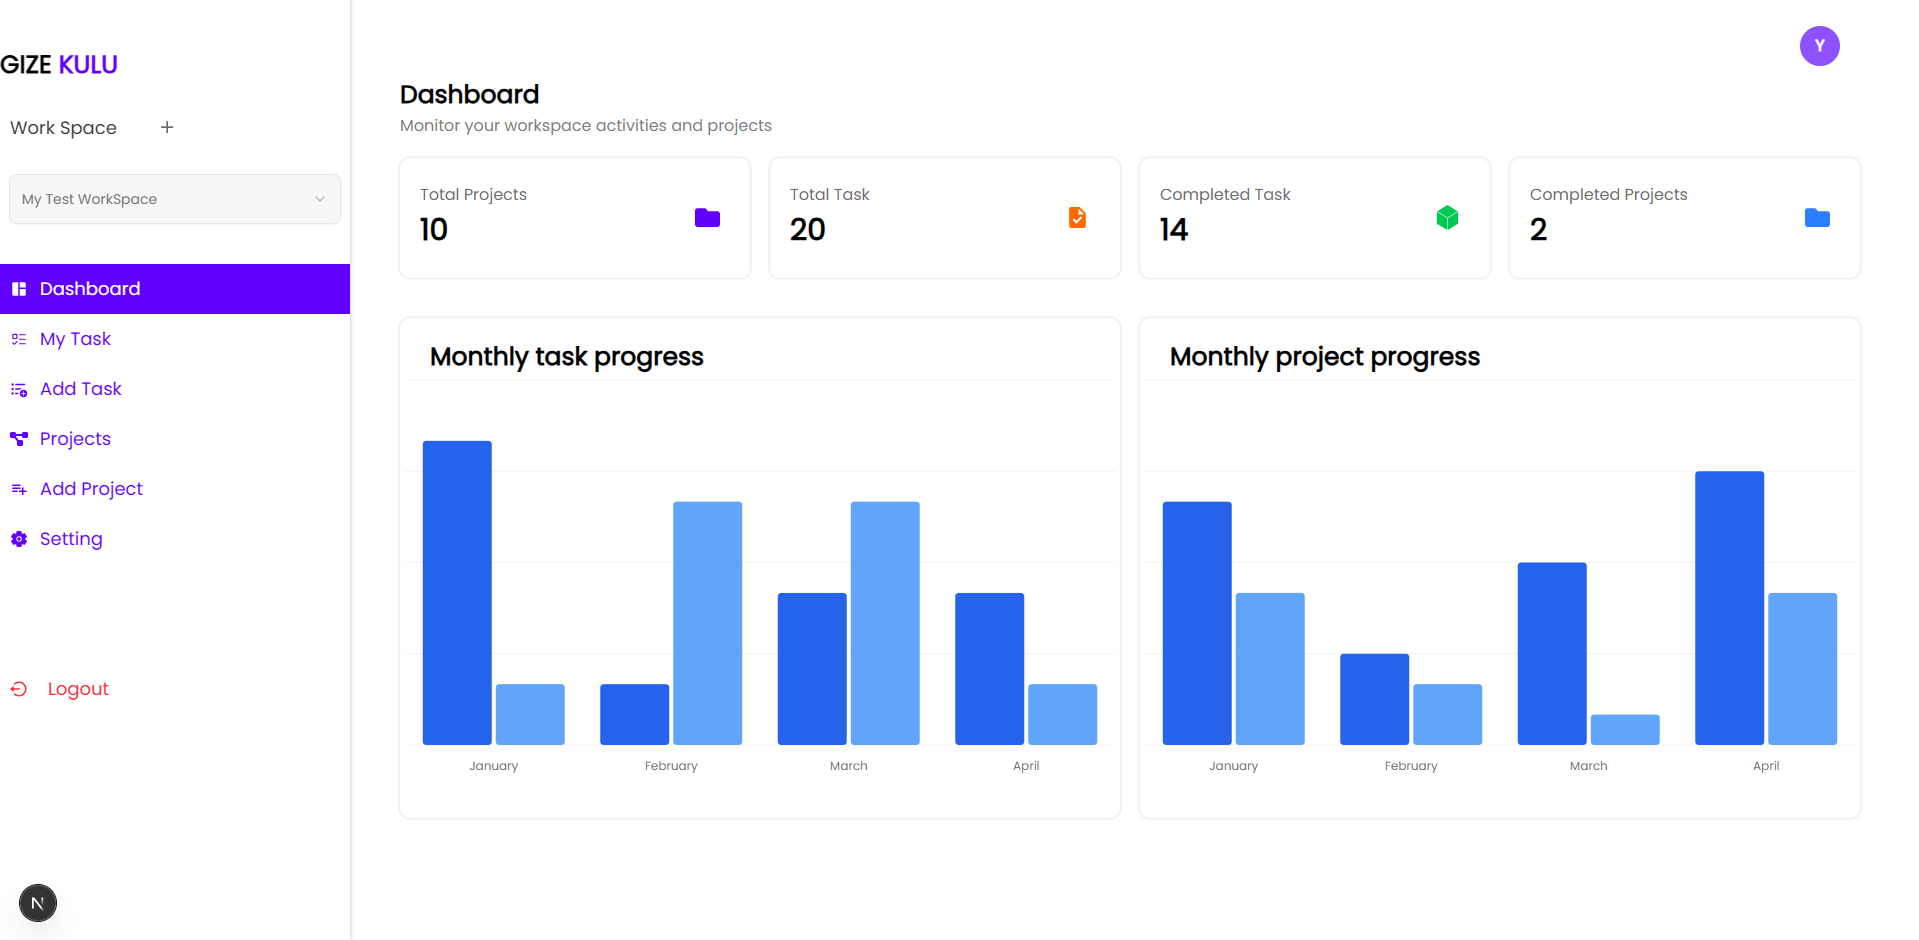 GIZE KULU
Work Space +
My Test WorkSpace
Dashboard
My Task
Add Task
Projects
Add Project
Setting
Logout
N
Y
Dashboard
Monitor your workspace activities and projects
Total Projects
10
Total Task
20
Completed Task
14
Completed Projects
2
Monthly task progress
January February March April
Monthly project progress
January February March April